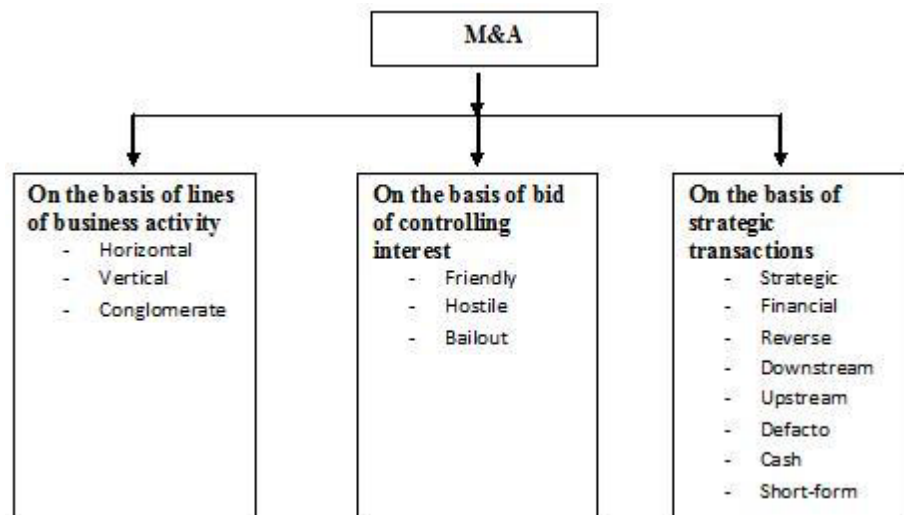 M&A
On the basis of lines
of business activity
- Horizontal
- Vertical
- Conglomerate
On the basis of bid
of controlling
interest
- Friendly
- Hostile
- Bailout
On the basis of
strategic
transactions
- Strategic
- Financial
- Reverse
- Downstream
- Upstream
- Defacto
- Cash
- Short-form